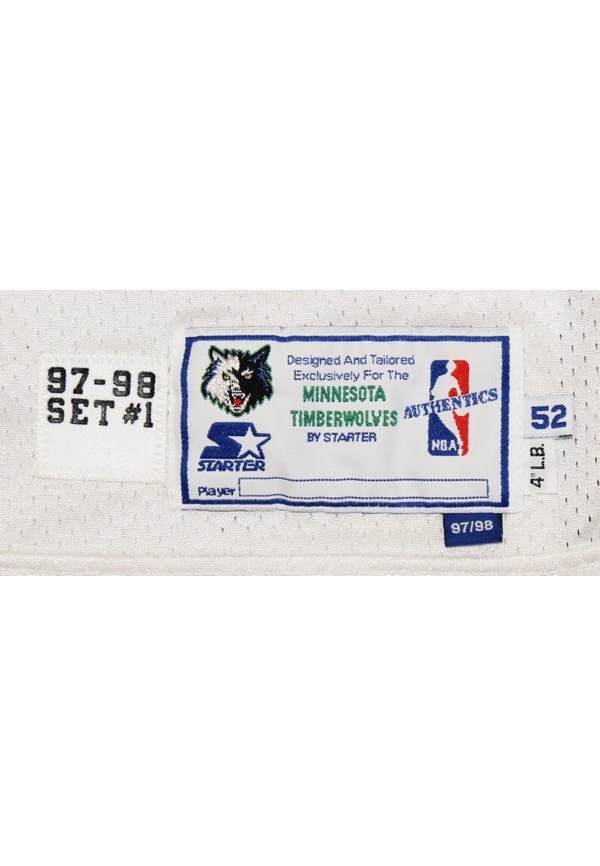 97-98
SET #1
Designed And Tailored
Exclusively For The
MINNESOTA
TIMBERWOLVES
BY STARTER
STARTER
Player
AUTHENTICS
NBA
52
4" L.B.
97/98